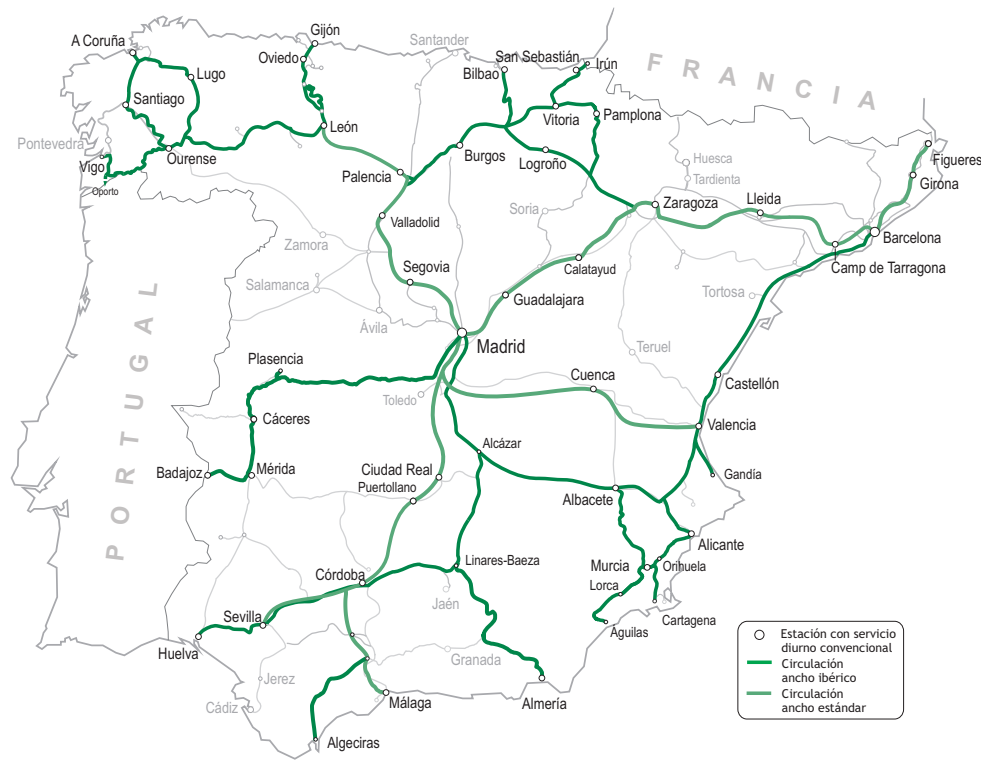 Gijón
A Coruña
Oviedo
Santander
San Sebastián
Irún
Bilbao
FRANCIA
Lugo
Santiago
León
Vitoria
Pamplona
Pontevedra
Vigo
Ourense
Oporto
Burgos
Logroño
Palencia
Huesca
Tardienta
Figueres
Girona
Valladolid
Soria
Zaragoza
Lleida
Barcelona
Zamora
Segovia
Calatayud
Camp de Tarragona
Salamanca
Guadalajara
Tortosa
Ávila
Madrid
Teruel
PORTUGAL
Plasencia
Toledo
Cuenca
Castellón
Cáceres
Valencia
Alcázar
Badajoz
Mérida
Ciudad Real
Puertollano
Gandía
Albacete
Alicante
Córdoba
Linares-Baeza
Murcia
Orihuela
Lorca
Jaén
Sevilla
Cartagena
Aguilas
Huelva
Granada
Jerez
Cádiz
Málaga
Almería
Algeciras
Estación con servicio
diurno convencional
Circulación
ancho ibérico
Circulación
ancho estándar